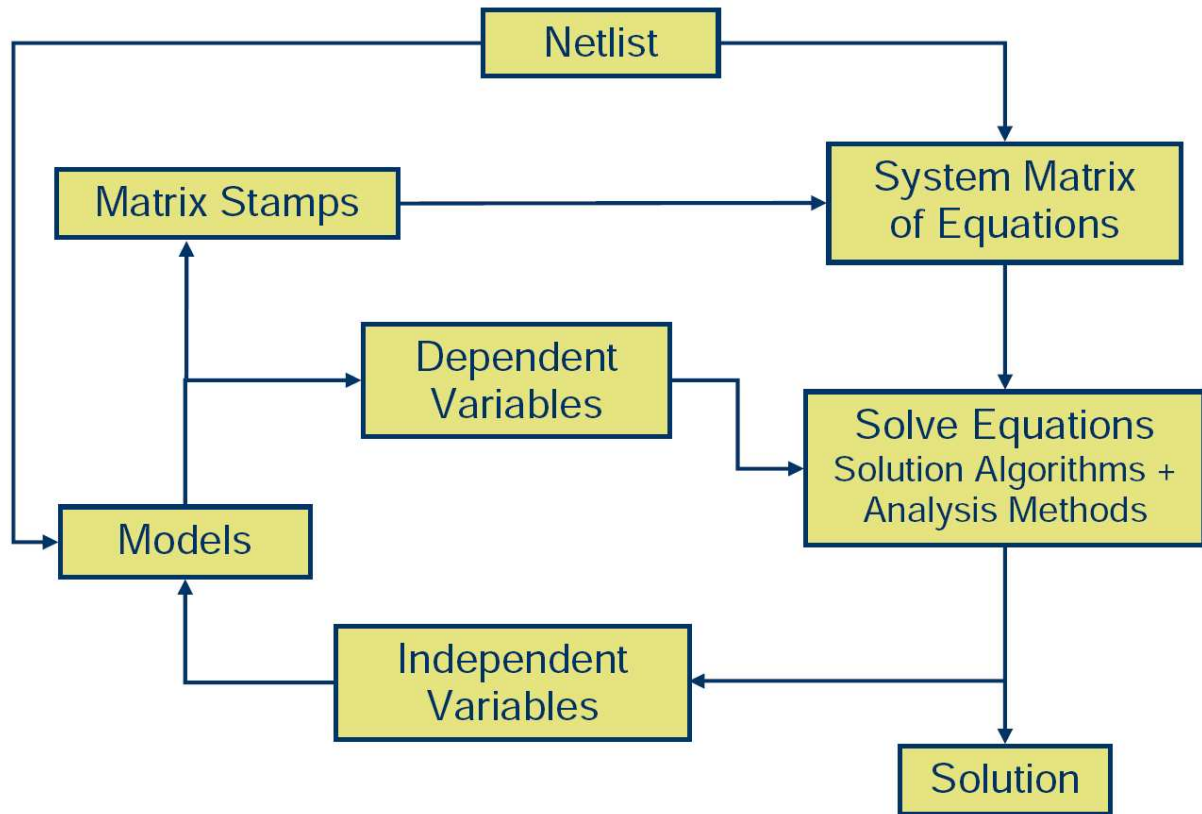 Netlist
System Matrix
of Equations
Matrix Stamps
Dependent
Variables
Solve Equations
Solution Algorithms +
Analysis Methods
Models
Independent
Variables
Solution